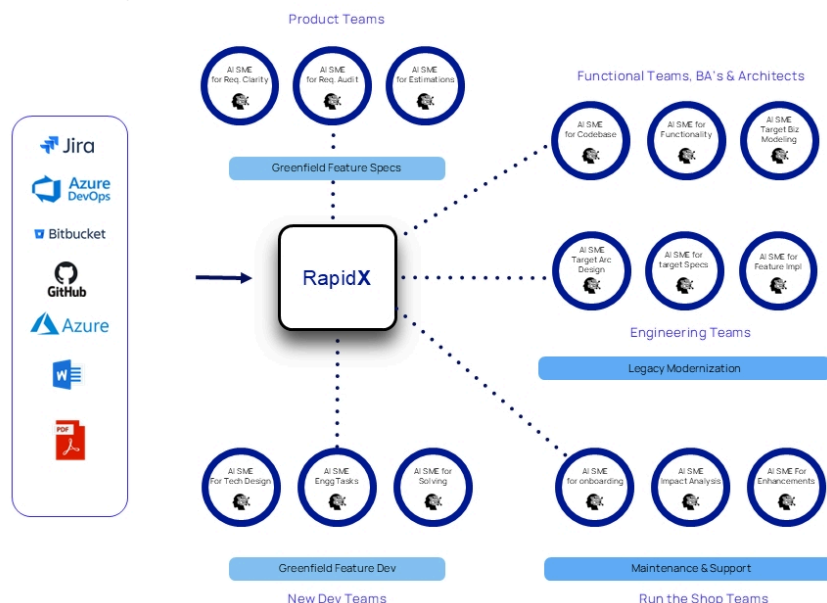 Product Teams
AI SME
for Req. Clarity
AI SME
for Req. Audit
AI SME
for Estimations
Greenfield Feature Specs
Functional Teams, BA's & Architects
AI SME
for Codebase
AI SME for
Functionality
AI SME
Target Biz
Modeling
Jira
Azure
DevOps
Bitbucket
GitHub
Azure
W
PDF
RapidX
AI SME
Target Arc
Design
AI SME for
target Specs
AI SME for
Feature Impl
Engineering Teams
Legacy Modernization
AI SME
For Tech Design
AI SME
Engg Tasks
AI SME for
Solving
Greenfield Feature Dev
New Dev Teams
AI SME
for onboarding
AI SME
Impact Analysis
AI SME For
Enhancements
Maintenance & Support
Run the Shop Teams